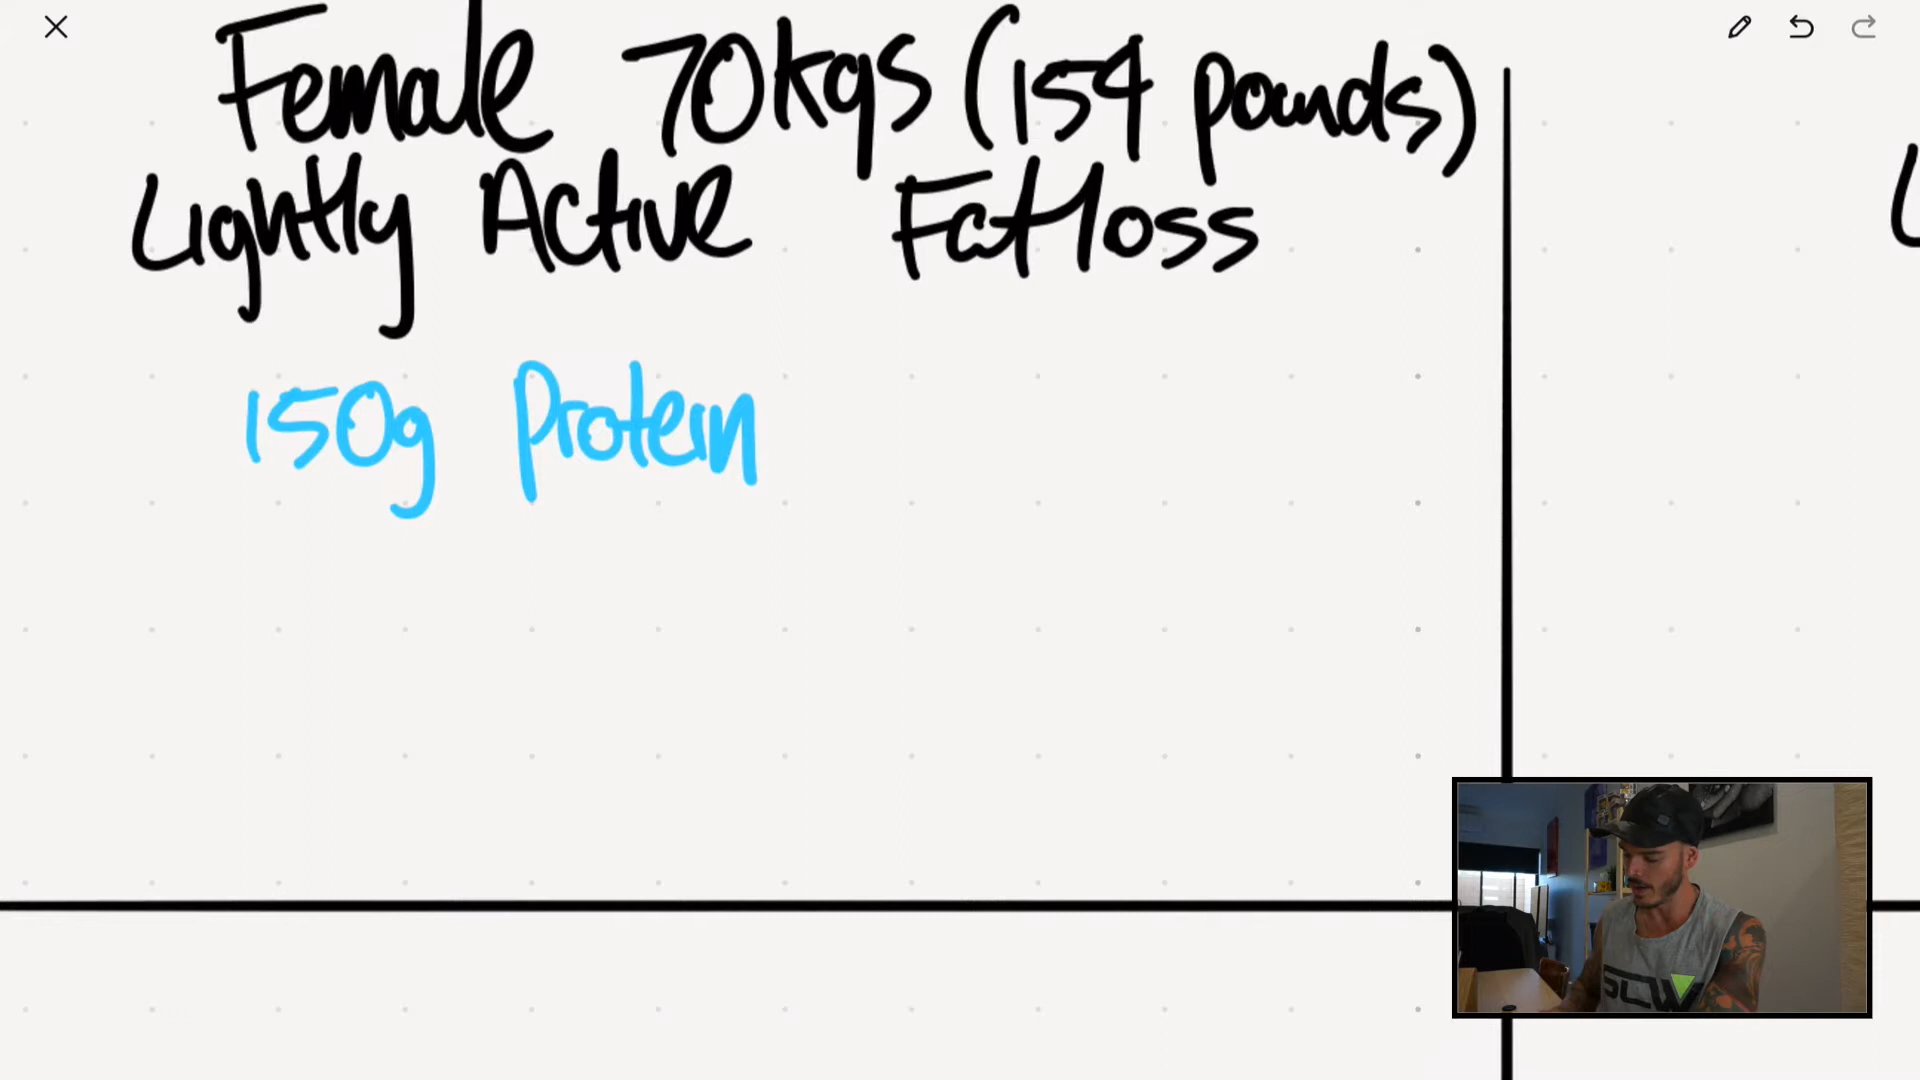 Female 70kgs (154 pounds)
Lightly Active Fatloss
150g Protein